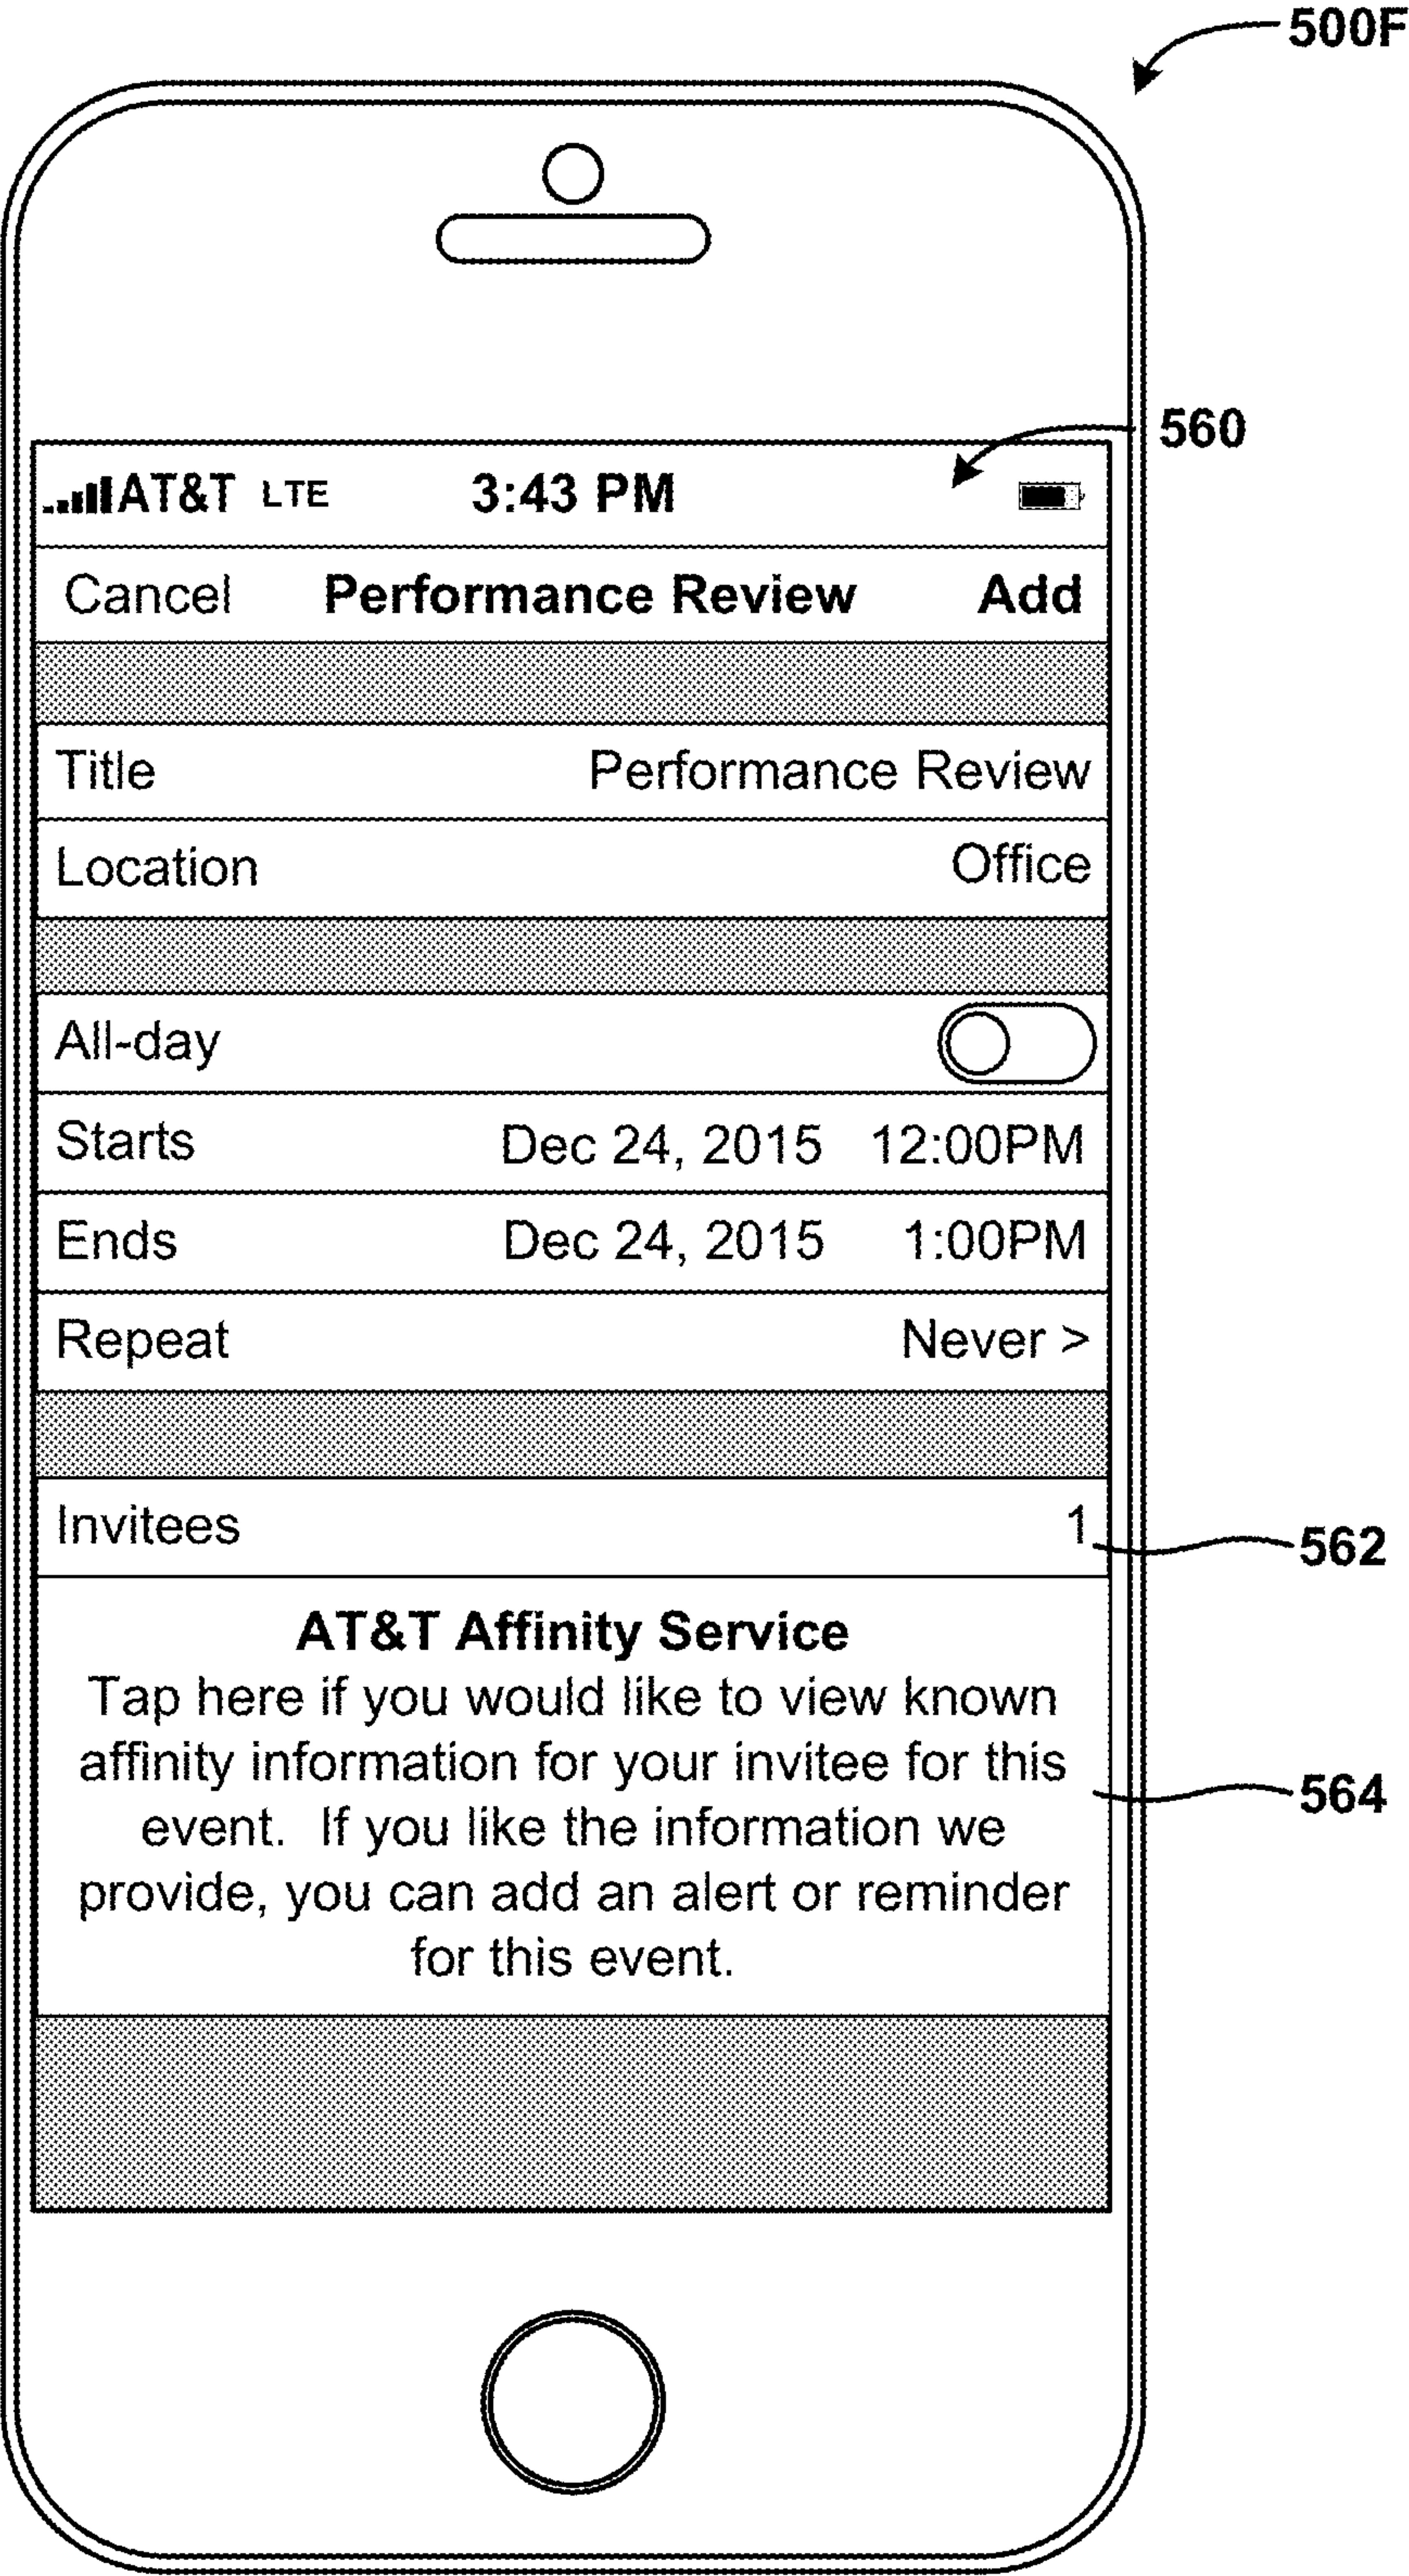 500F
560
AT&T LTE 3:43 PM
Cancel Performance Review Add
Title Performance Review
Location Office
All-day
Starts Dec 24, 2015 12:00PM
Ends Dec 24, 2015 1:00PM
Repeat Never >
Invitees 1
562
AT&T Affinity Service
Tap here if you would like to view known
affinity information for your invitee for this
564
event. If you like the information we
provide, you can add an alert or reminder
for this event.